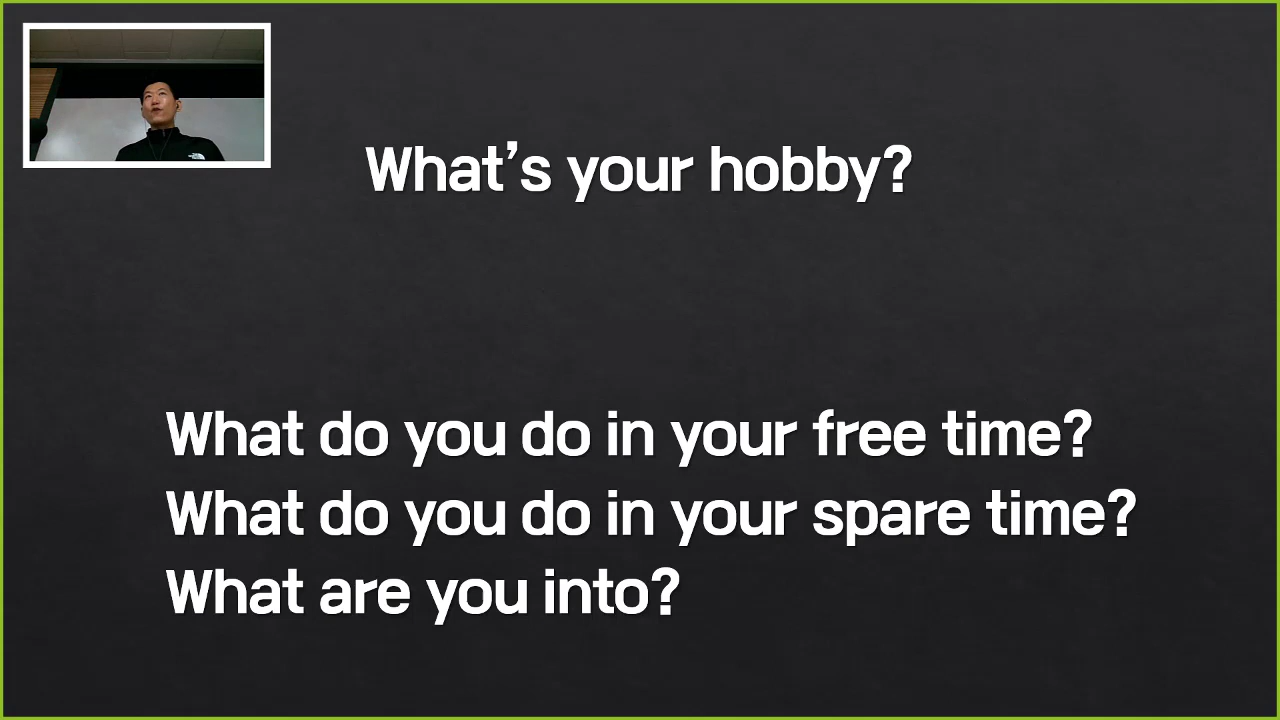 What's your hobby?
What do you do in your free time?
What do you do in your spare time?
What are you into?